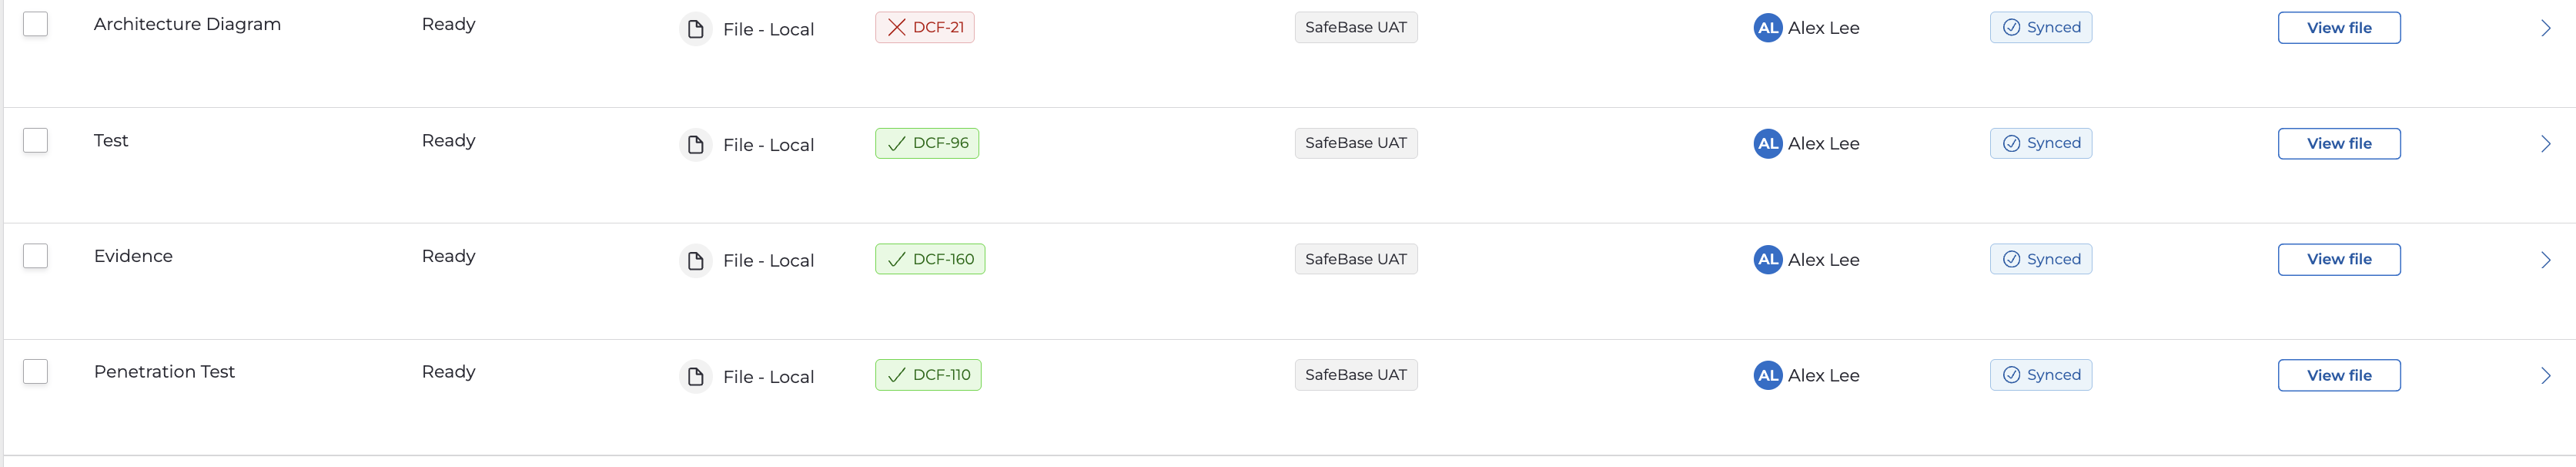 Architecture Diagram Ready File - Local DCF-21 SafeBase UAT AL Alex Lee Synced View file
Test Ready File - Local DCF-96 SafeBase UAT AL Alex Lee Synced View file
Evidence Ready File - Local DCF-160 SafeBase UAT AL Alex Lee Synced View file
Penetration Test Ready File - Local DCF-110 SafeBase UAT AL Alex Lee Synced View file